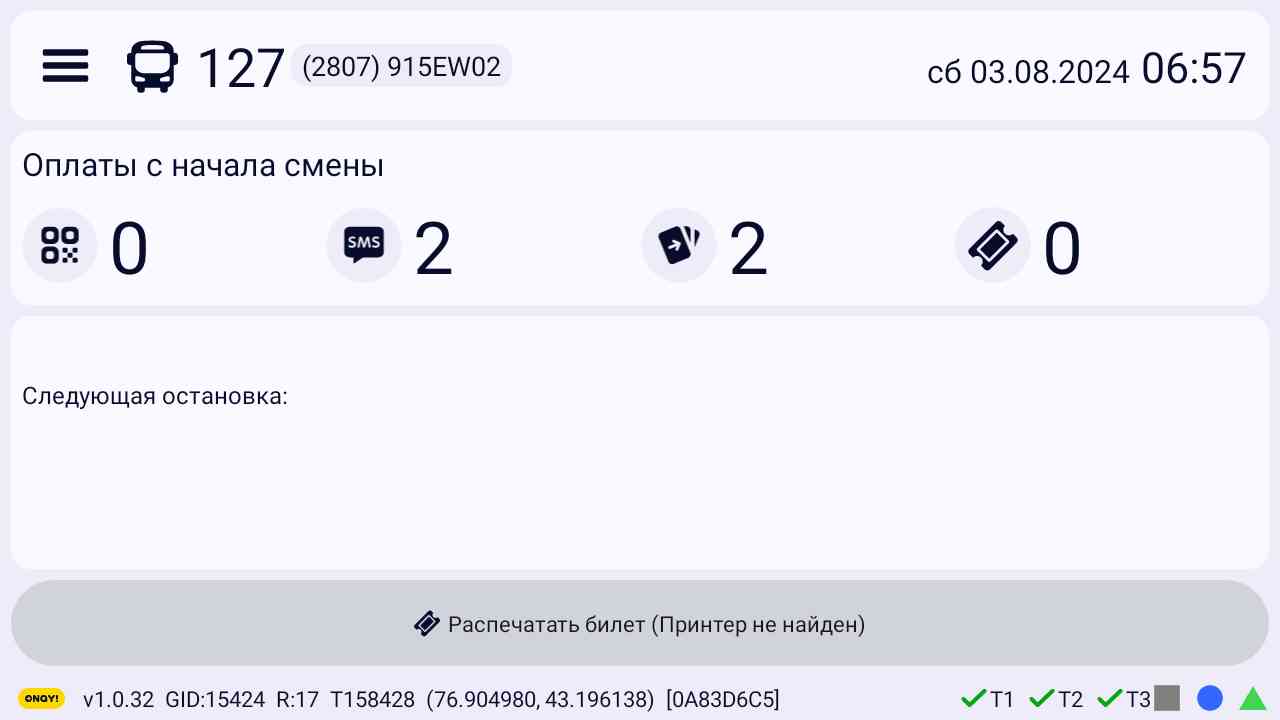 127 (2807) 915EW02 сб 03.08.2024 06:57
Оплаты с начала смены
0 SMS 2 2 0
Следующая остановка:
Распечатать билет (Принтер не найден)
ONAY! v1.0.32 GID:15424 R:17 T158428 (76.904980, 43.196138) [0A83D6C5] T1 T2 T3